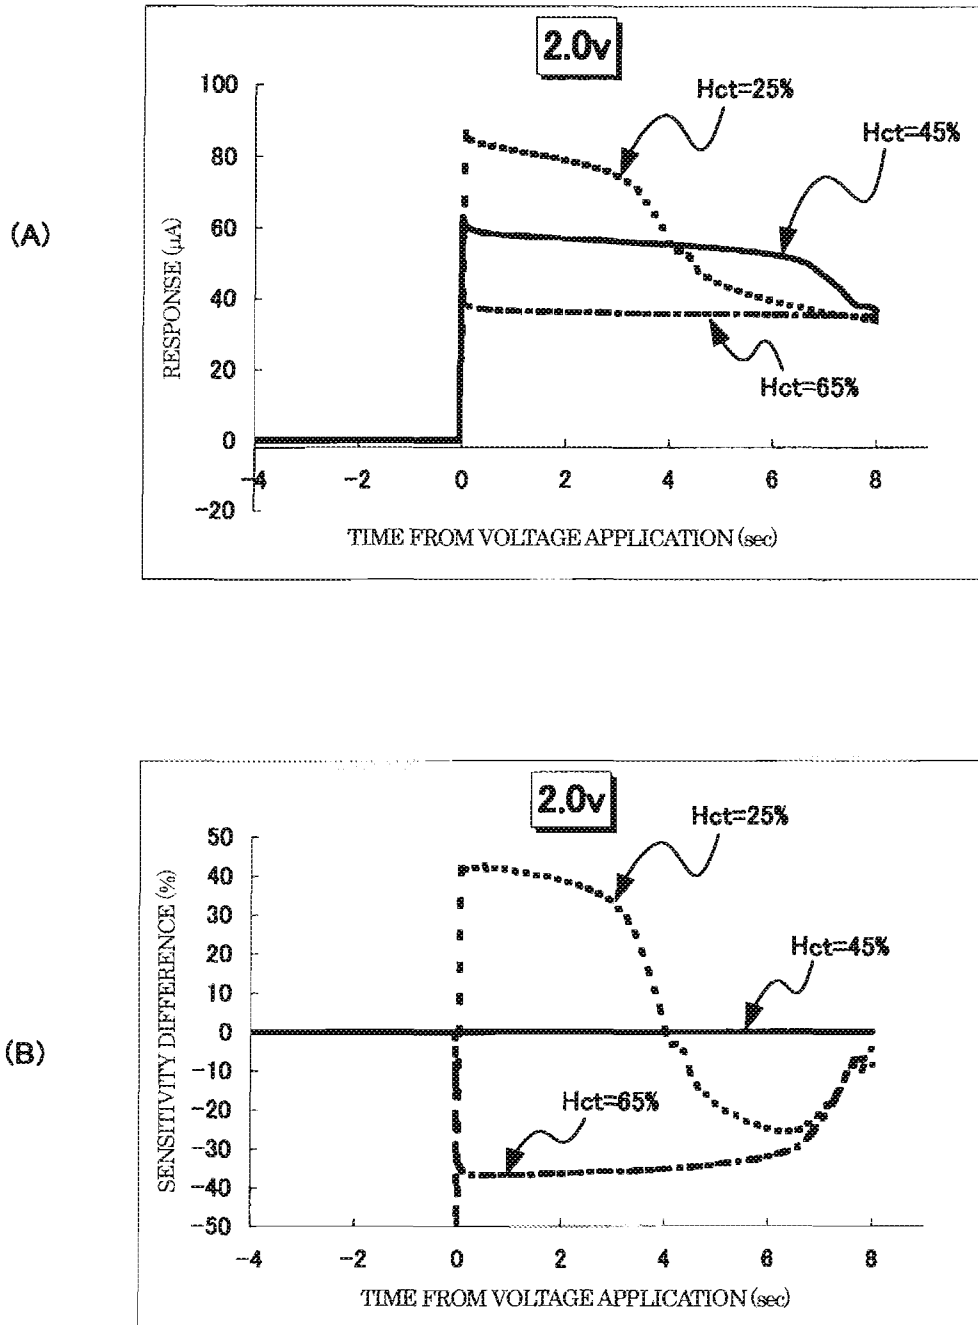 (A)
2.0v
100
80
60
40
20
0
-20
RESPONSE (μA)
Hct=25%
Hct=45%
Hct=65%
-4 -2 0 2 4 6 8
TIME FROM VOLTAGE APPLICATION (sec)
(B)
2.0v
50
40
30
20
10
0
-10
-20
-30
-40
-50
SENSITIVITY DIFFERENCE (%)
Hct=25%
Hct=45%
Hct=65%
-4 -2 0 2 4 6 8
TIME FROM VOLTAGE APPLICATION (sec)